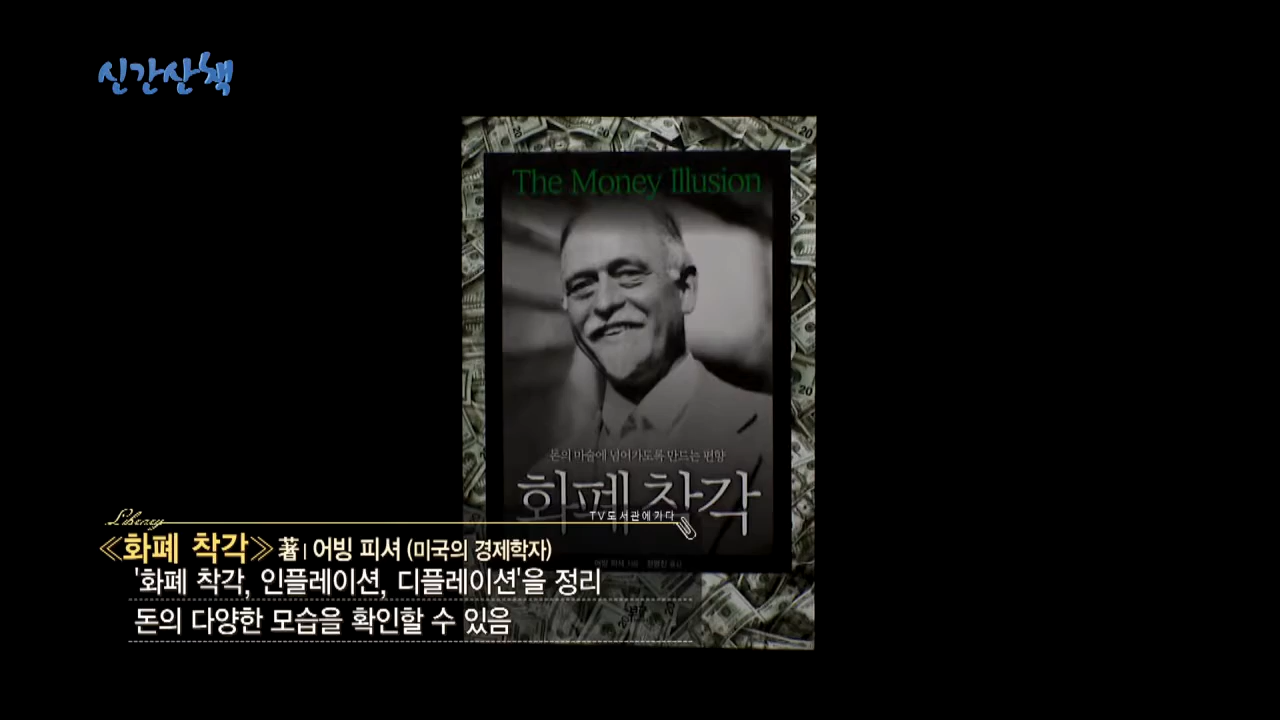 신간산책
The Money Illusion
돈의 마술에 넘어가도록 만드는 편향
화폐 착각
TV도서관에가다
Library
≪화폐 착각≫ 著 | 어빙 피셔 (미국의 경제학자)
'화폐 착각, 인플레이션, 디플레이션'을 정리
돈의 다양한 모습을 확인할 수 있음
20
20
20
20